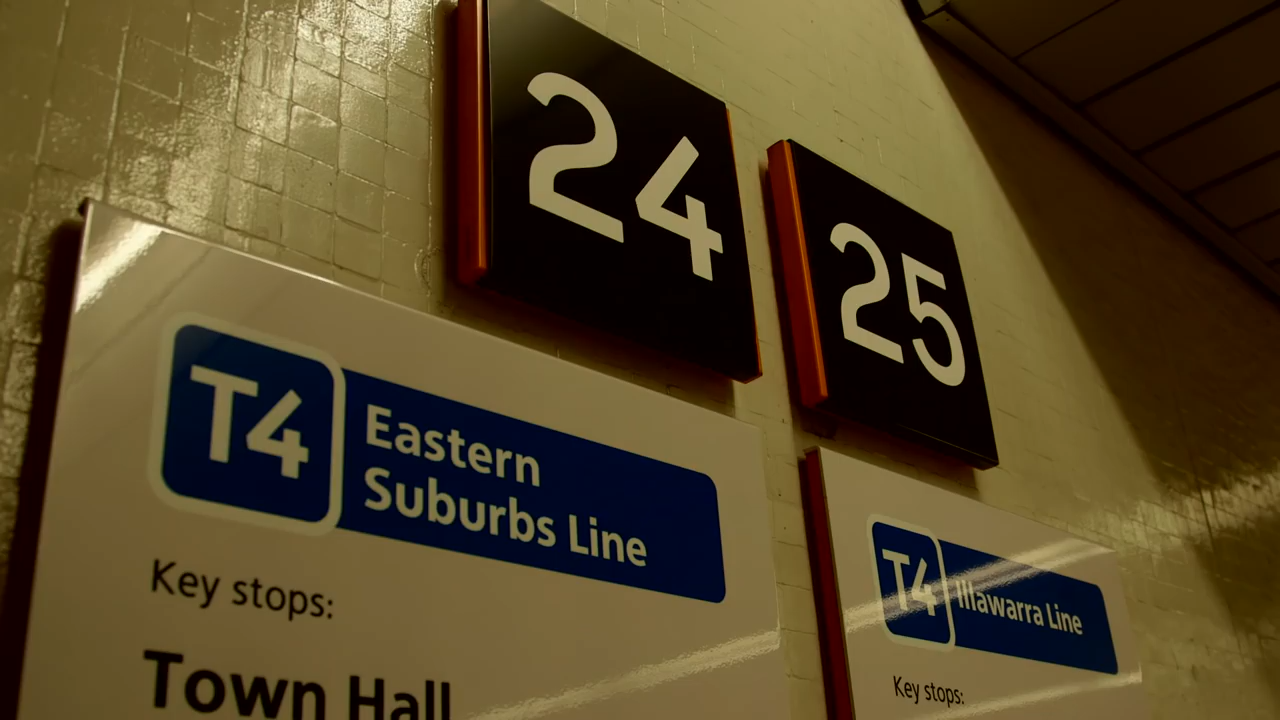 24
25
T4
Eastern
Suburbs Line
Key stops:
Town Hall
T4
Illawarra Line
Key stops: